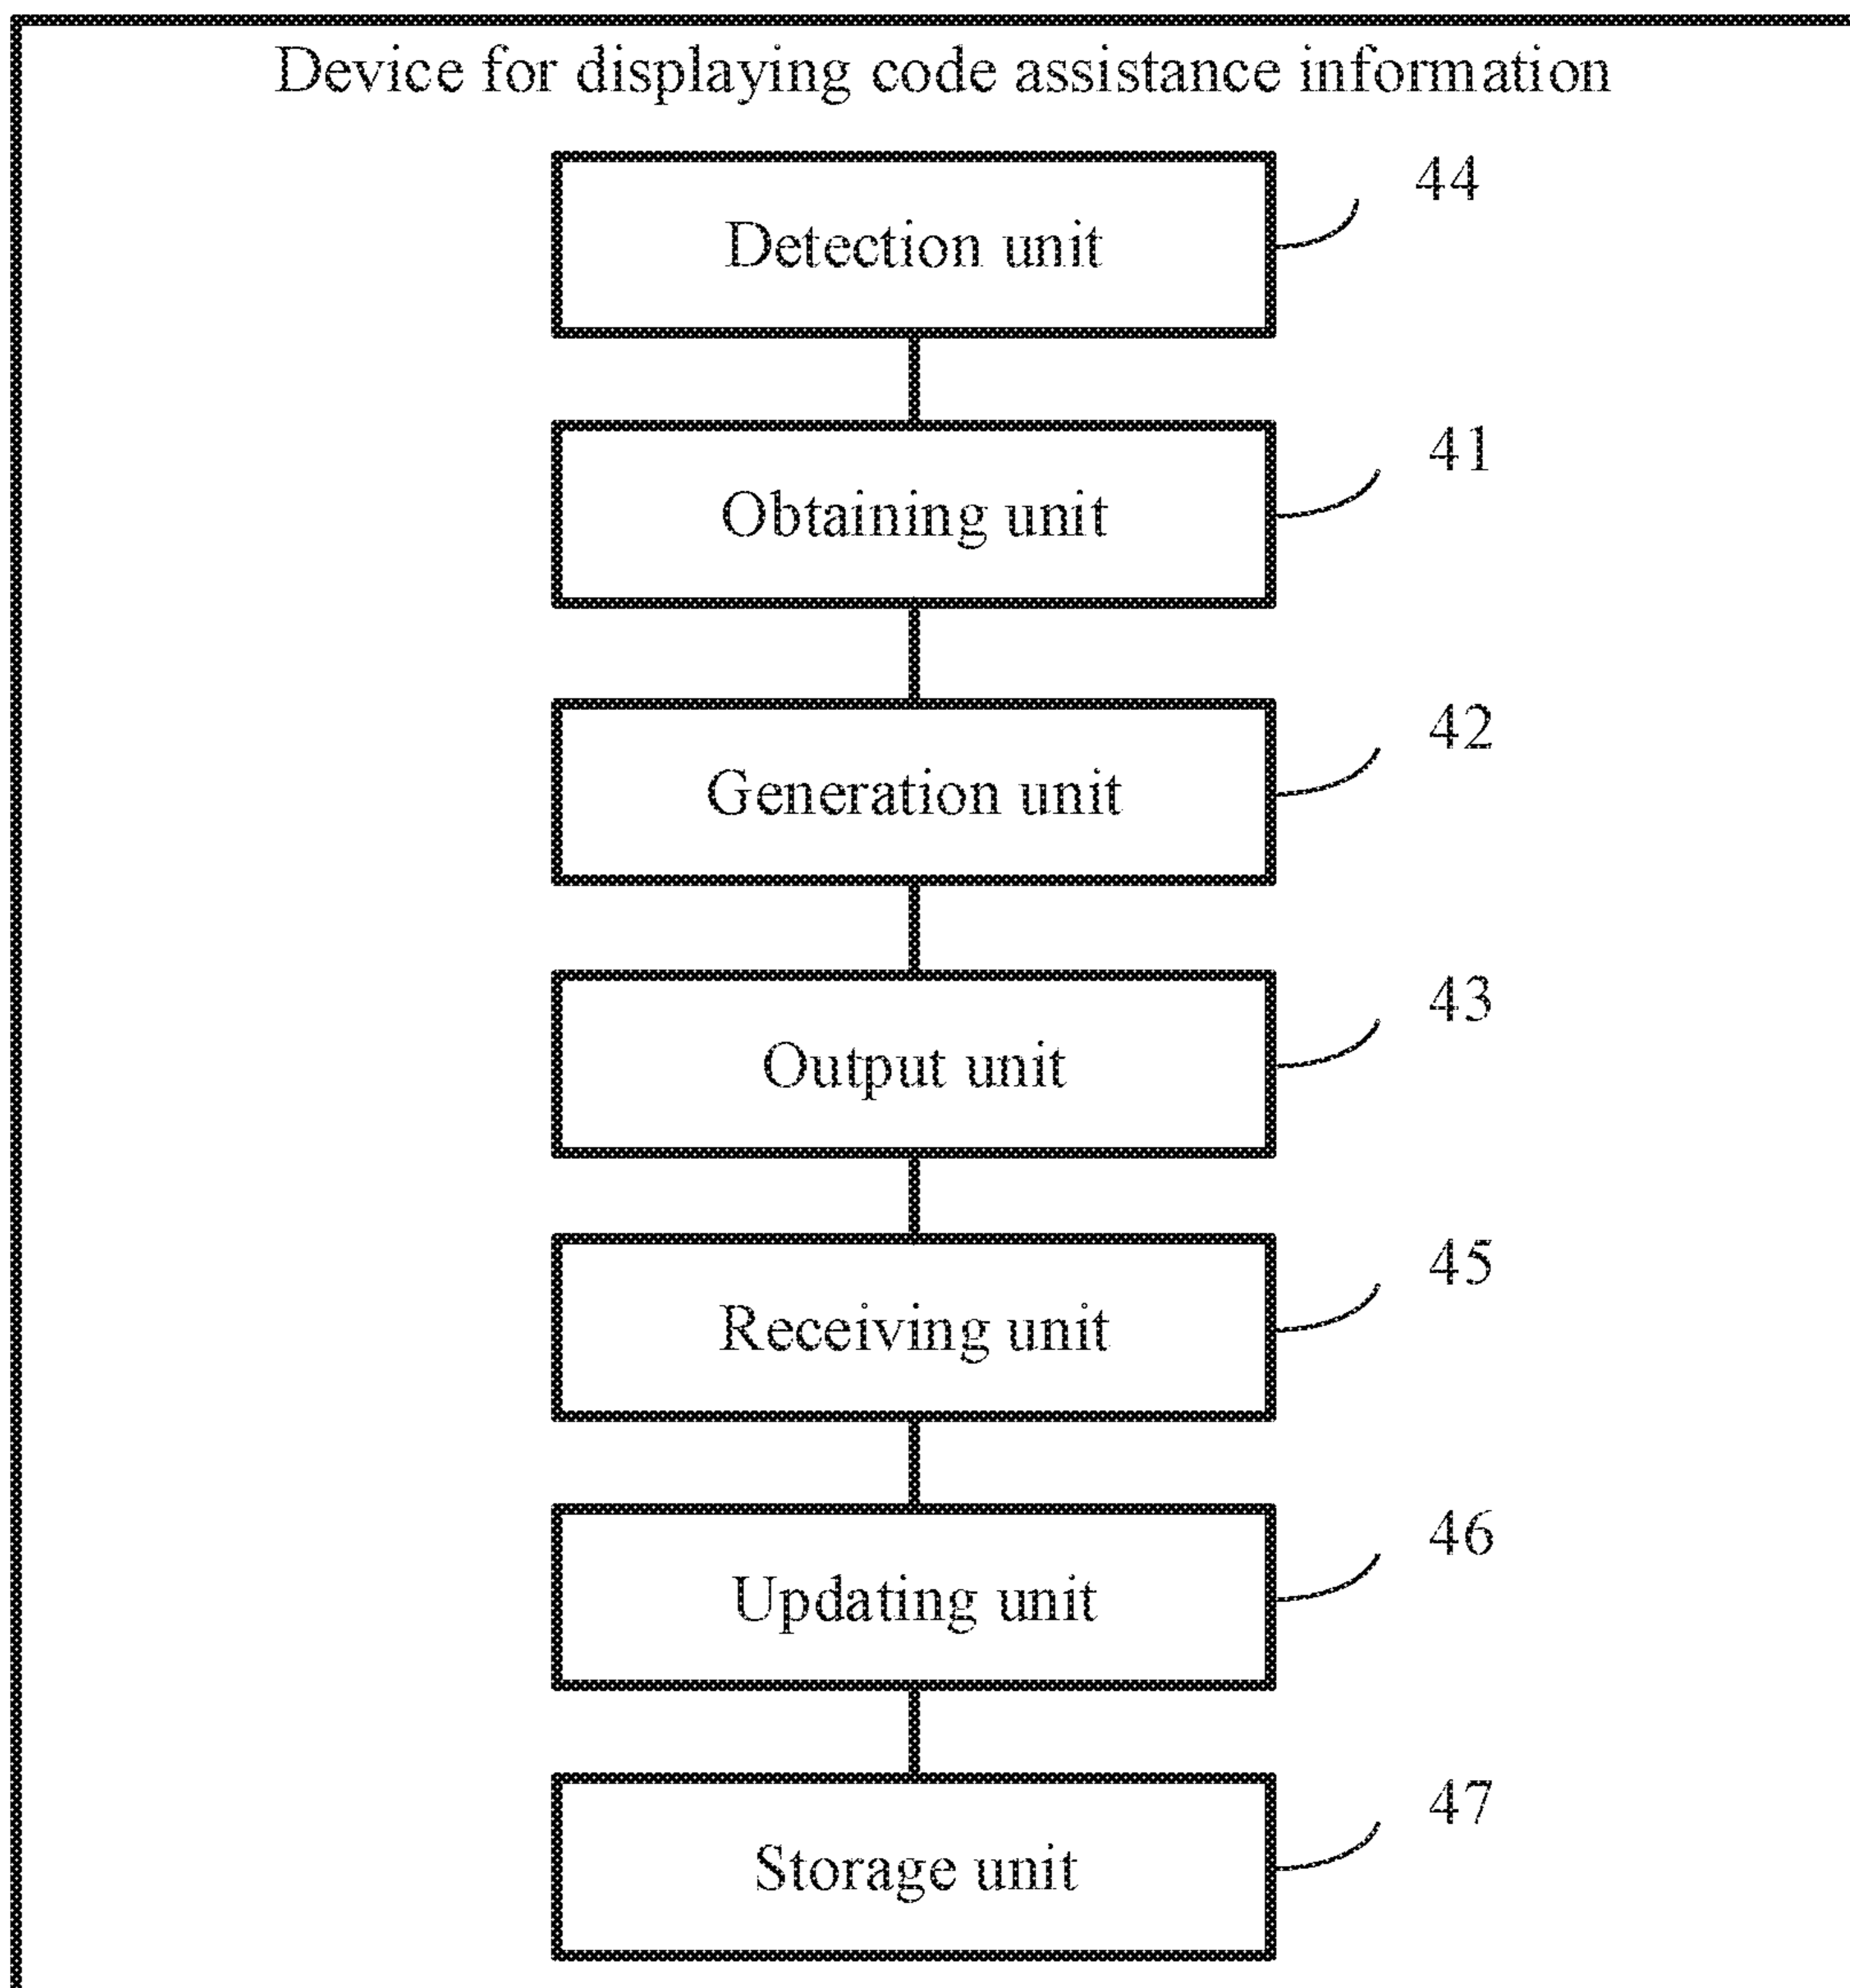 Device for displaying code assistance information
Detection unit
44
Obtaining unit
41
Generation unit
42
Output unit
43
Receiving unit
45
Updating unit
46
Storage unit
47